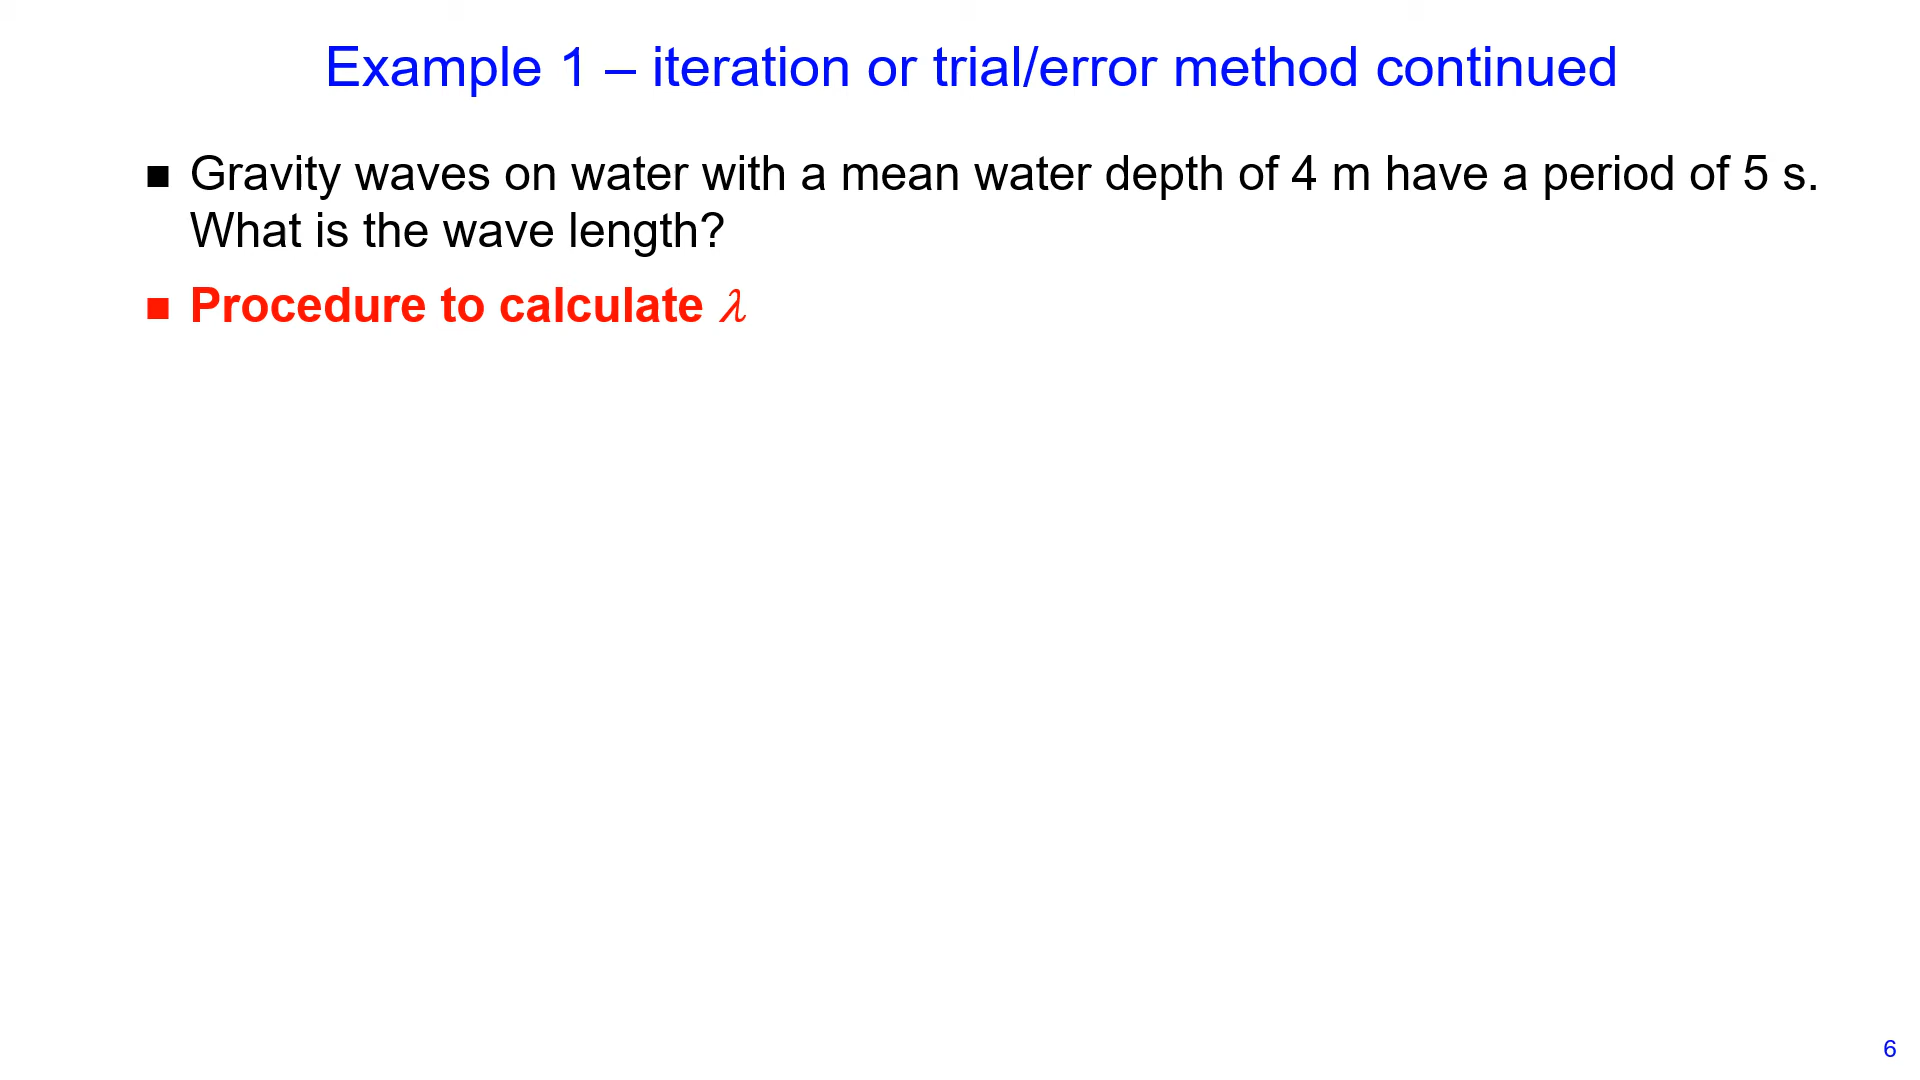 Example 1 – iteration or trial/error method continued
■ Gravity waves on water with a mean water depth of 4 m have a period of 5 s.
What is the wave length?
■ Procedure to calculate λ
6